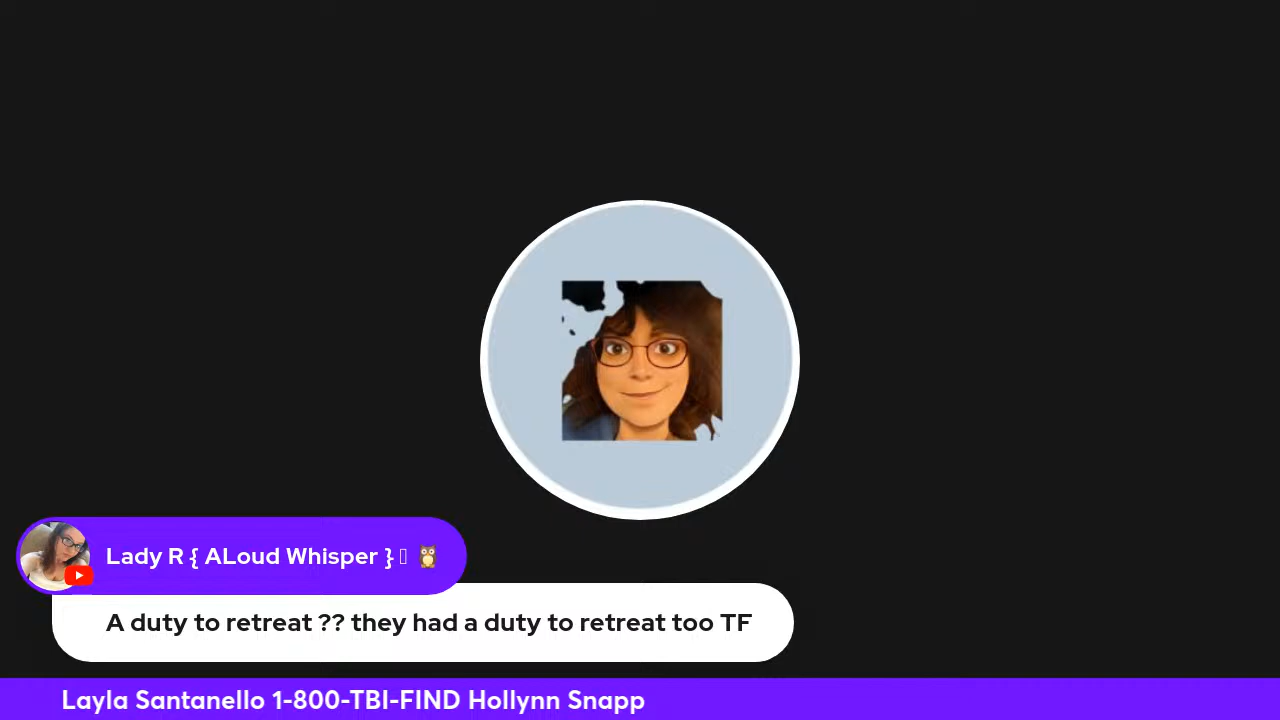 Lady R { ALoud Whisper } 🦉
A duty to retreat ?? they had a duty to retreat too TF
Layla Santanello 1-800-TBI-FIND Hollynn Snapp